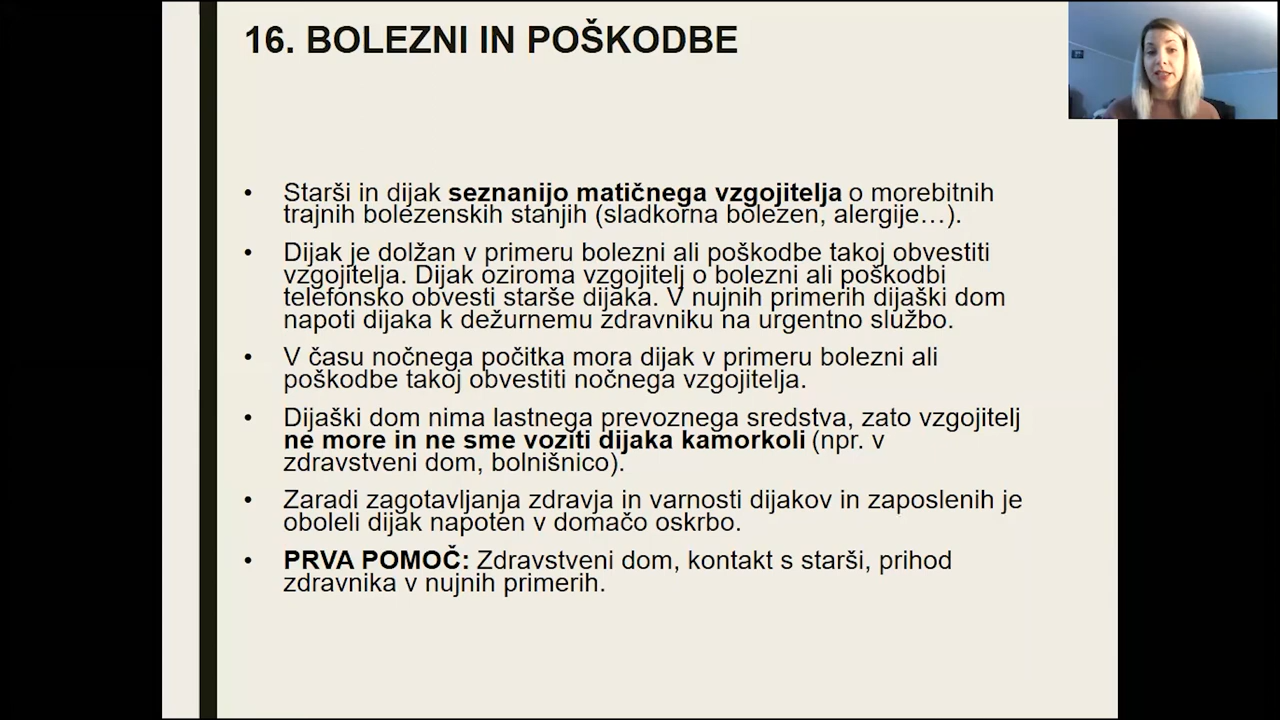 16. BOLEZNI IN POŠKODBE
• Starši in dijak seznanijo matičnega vzgojitelja o morebitnih
trajnih bolezenskih stanjih (sladkorna bolezen, alergije…).
• Dijak je dolžan v primeru bolezni ali poškodbe takoj obvestiti
vzgojitelja. Dijak oziroma vzgojitelj o bolezni ali poškodbi
telefonsko obvesti starše dijaka. V nujnih primerih dijaški dom
napoti dijaka k dežurnemu zdravniku na urgentno službo.
• V času nočnega počitka mora dijak v primeru bolezni ali
poškodbe takoj obvestiti nočnega vzgojitelja.
• Dijaški dom nima lastnega prevoznega sredstva, zato vzgojitelj
ne more in ne sme voziti dijaka kamorkoli (npr. v
zdravstveni dom, bolnišnico).
• Zaradi zagotavljanja zdravja in varnosti dijakov in zaposlenih je
oboleli dijak napoten v domačo oskrbo.
• PRVA POMOČ: Zdravstveni dom, kontakt s starši, prihod
zdravnika v nujnih primerih.